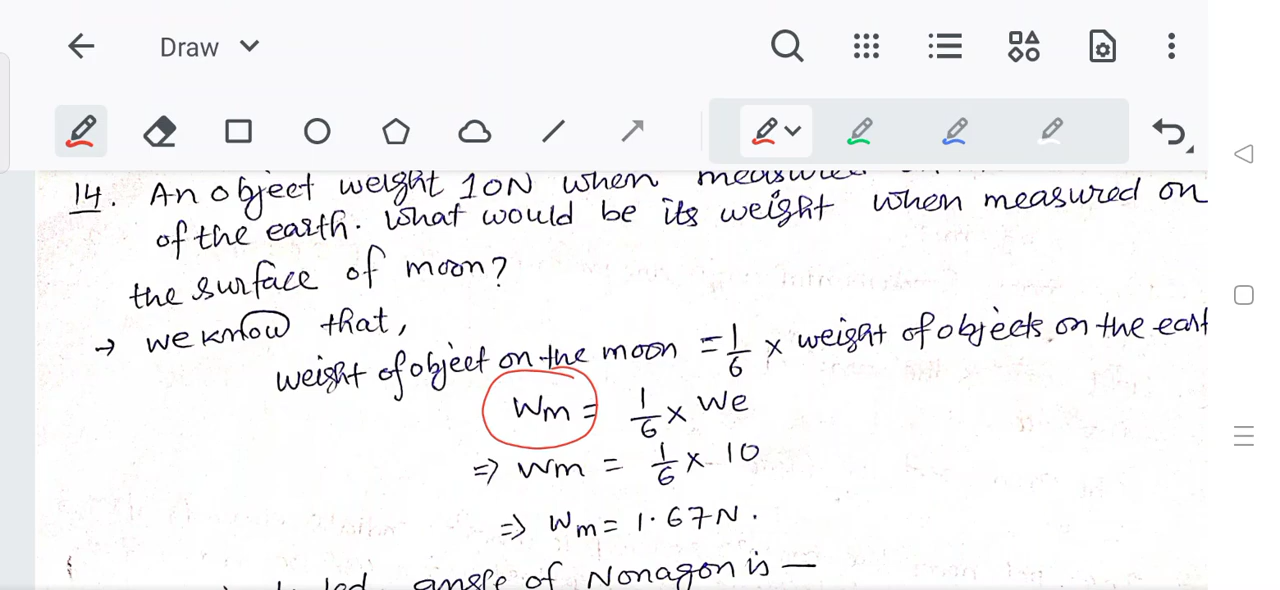 Draw
14. An object weight 10N when measured
of the earth. What would be its weight when measured on
the surface of moon?
→ we know that,
weight of object on the moon = 1/6 × weight of objects on the eart
Wm = 1/6 × We
=> Wm = 1/6 × 10
=> Wm = 1.67N.
angle of Nonagon is —